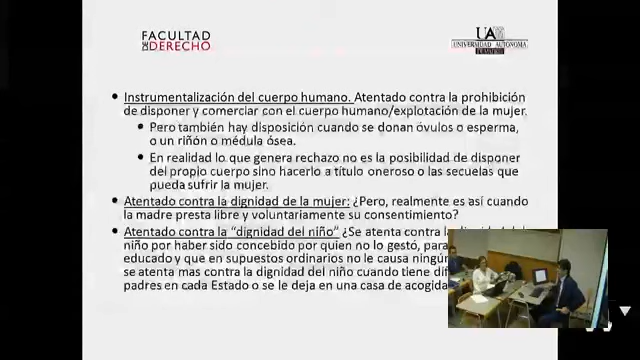 FACULTAD
DE DERECHO
UA
UNIVERSIDAD AUTONOMA
• Instrumentalización del cuerpo humano. Atentado contra la prohibición
de disponer y comerciar con el cuerpo humano/explotación de la mujer.
• Pero también hay disposición cuando se donan óvulos o esperma,
o un riñón o médula ósea.
• En realidad lo que genera rechazo no es la posibilidad de disponer
del propio cuerpo sino hacerlo a título oneroso o las secuelas que
pueda sufrir la mujer.
• Atentado contra la dignidad de la mujer: ¿Pero, realmente es así cuando
la madre presta libre y voluntariamente su consentimiento?
• Atentado contra la "dignidad del niño" ¿Se atenta contra la
niño por haber sido concebido por quien no lo gestó, para
educado y que en supuestos ordinarios no le causa ningún
se atenta mas contra la dignidad del niño cuando tiene
padres en cada Estado o se le deja en una casa de acogida